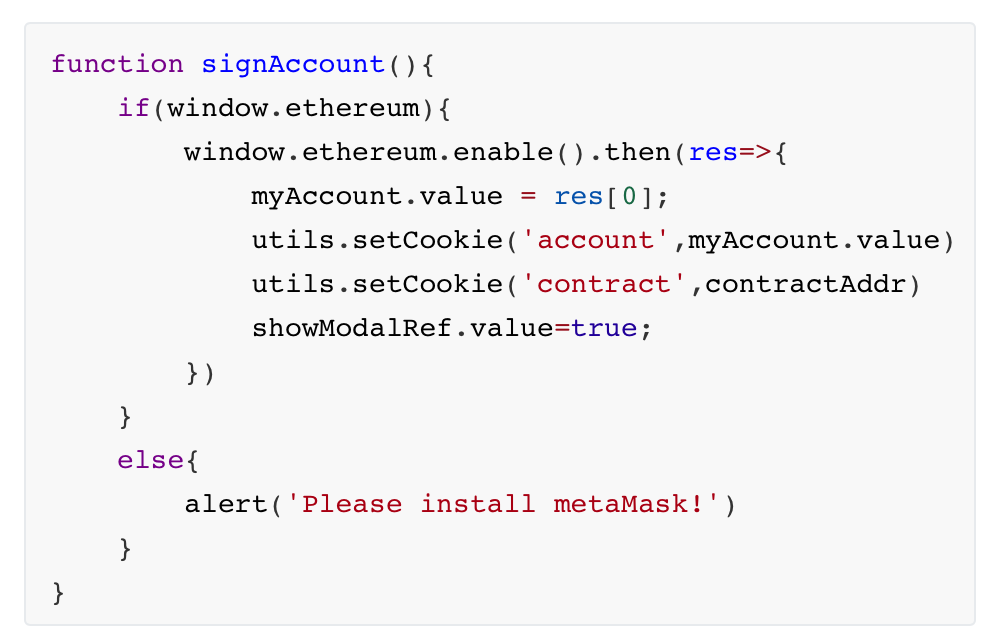 function signAccount(){
if(window.ethereum){
window.ethereum.enable().then(res=>{
myAccount.value = res[0];
utils.setCookie('account',myAccount.value)
utils.setCookie('contract',contractAddr)
showModalRef.value=true;
})
}
else{
alert('Please install metaMask!')
}
}